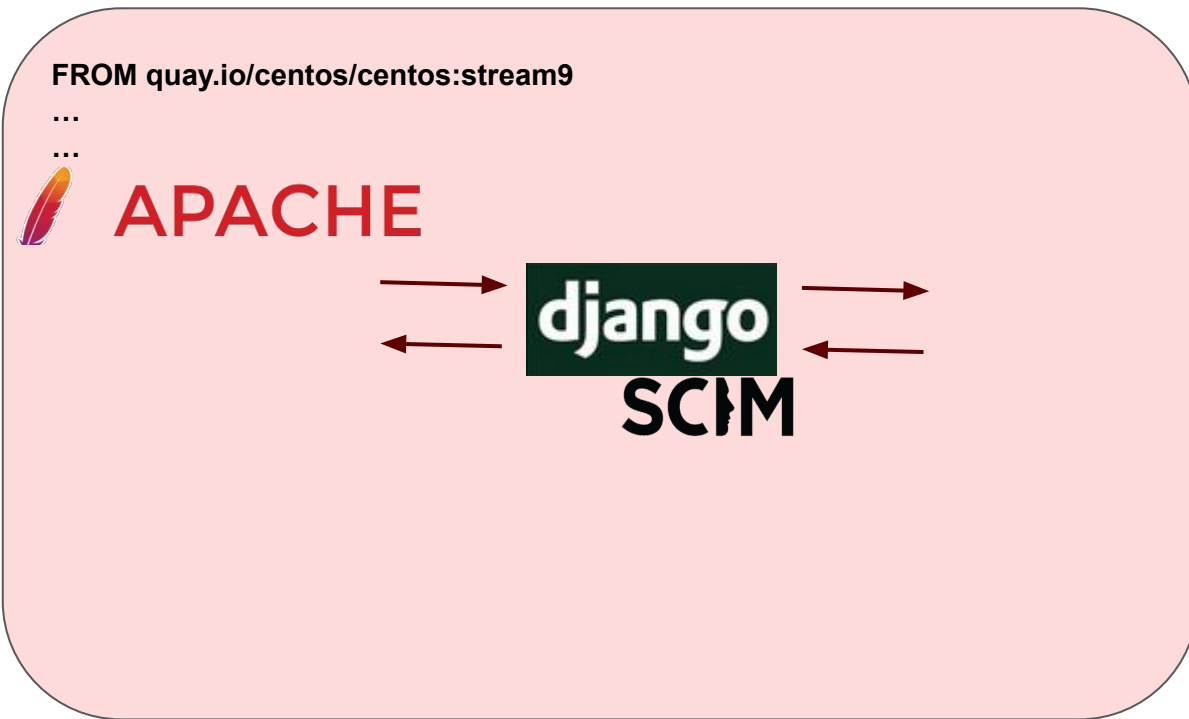 FROM quay.io/centos/centos:stream9
…
…
APACHE
django
SCIM